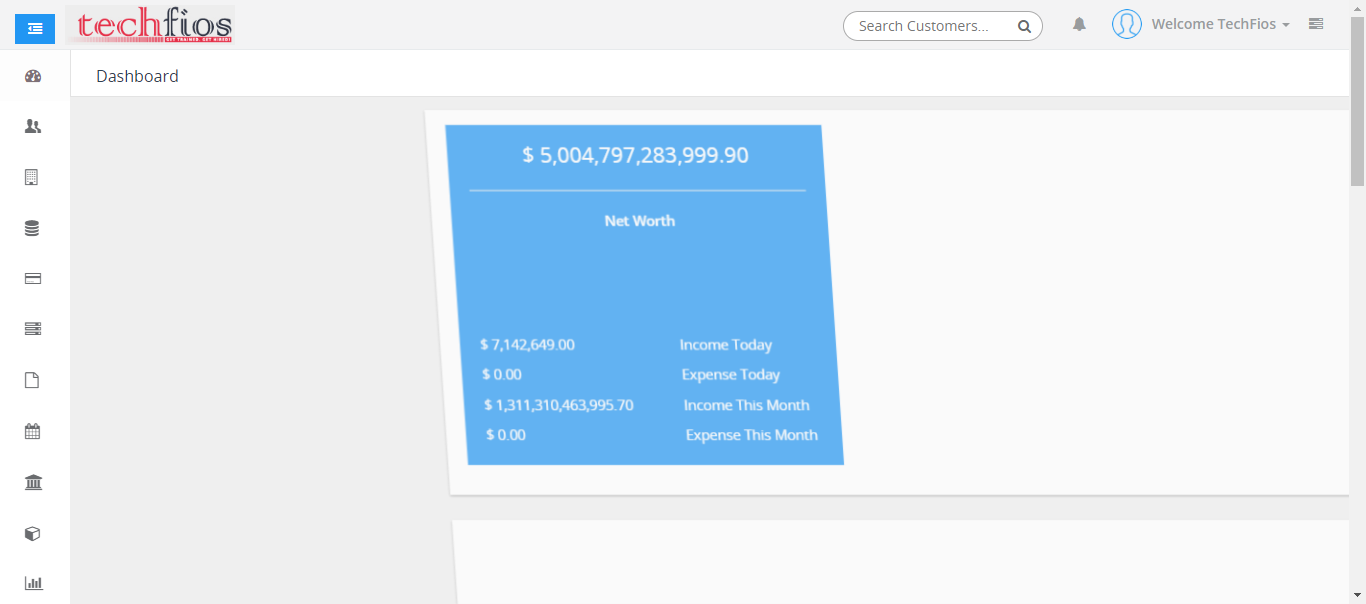 techfios
GET TRAINED. GET HIRED!
Search Customers...
Welcome TechFios
Dashboard
$ 5,004,797,283,999.90
Net Worth
$ 7,142,649.00 Income Today
$ 0.00 Expense Today
$ 1,311,310,463,995.70 Income This Month
$ 0.00 Expense This Month